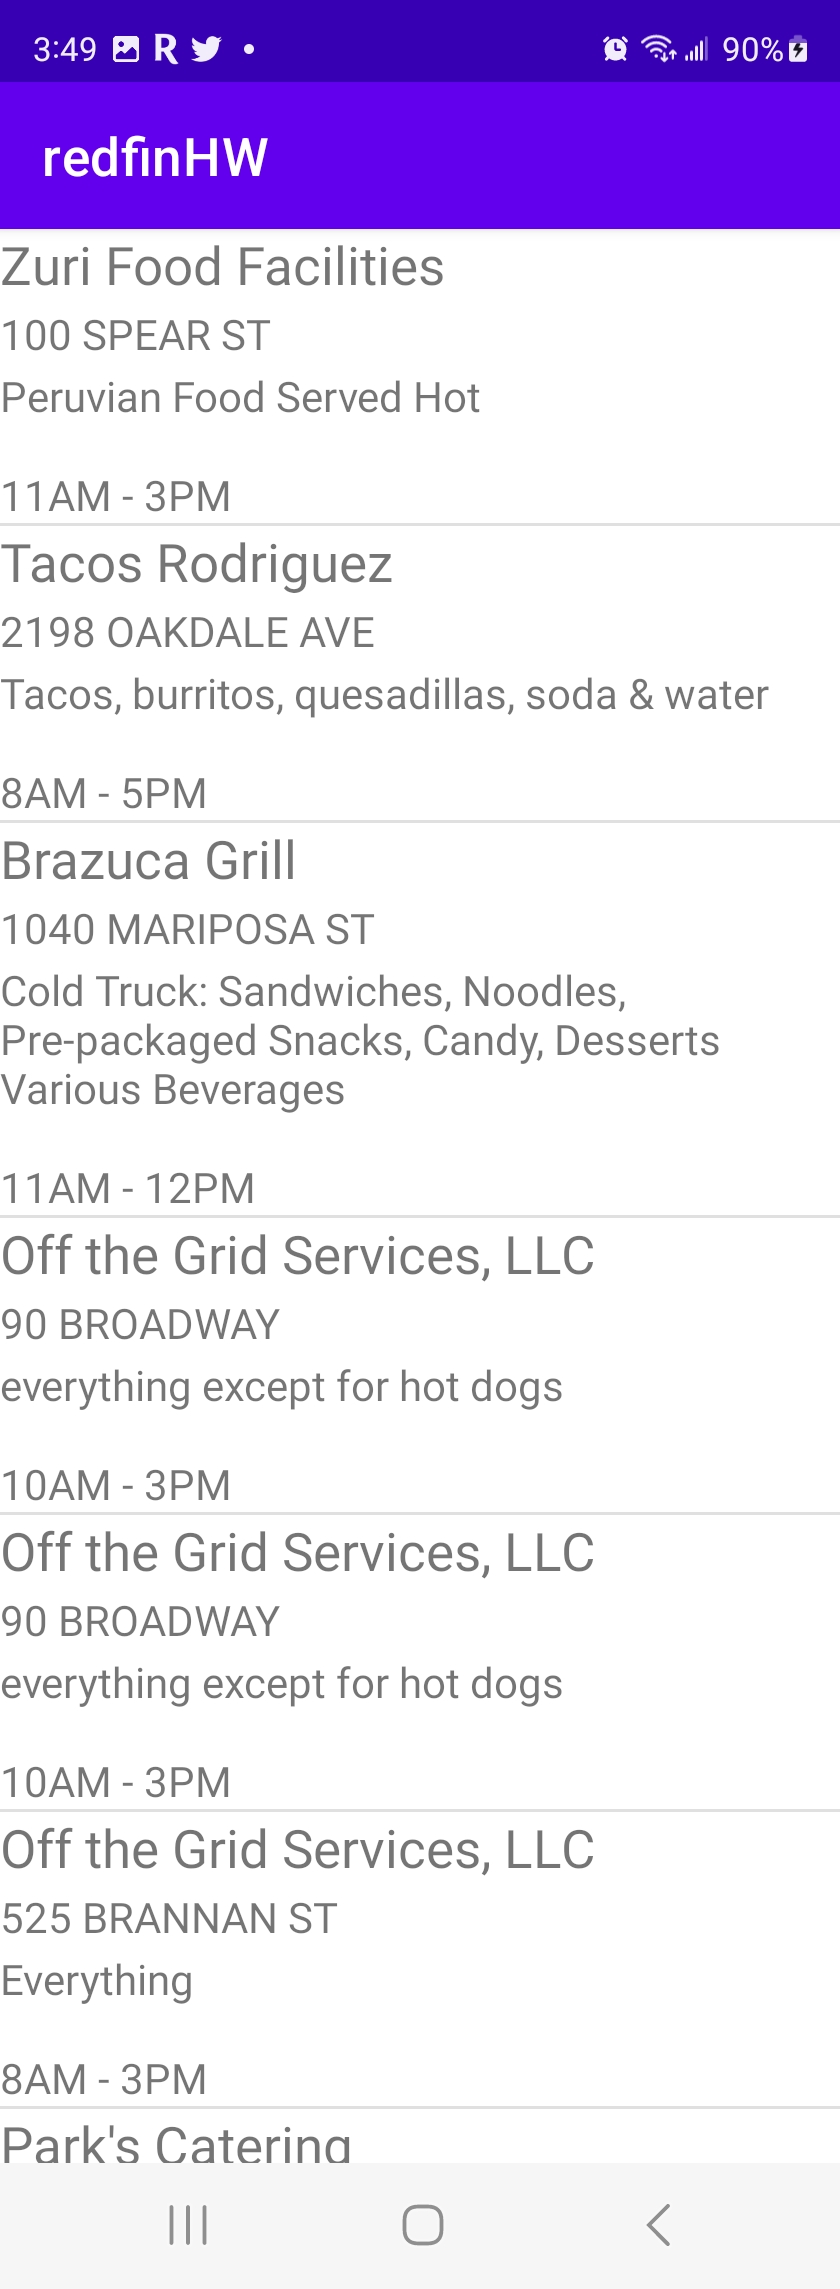 3:49 R 90%
redfinHW
Zuri Food Facilities
100 SPEAR ST
Peruvian Food Served Hot
11AM - 3PM
Tacos Rodriguez
2198 OAKDALE AVE
Tacos, burritos, quesadillas, soda & water
8AM - 5PM
Brazuca Grill
1040 MARIPOSA ST
Cold Truck: Sandwiches, Noodles,
Pre-packaged Snacks, Candy, Desserts
Various Beverages
11AM - 12PM
Off the Grid Services, LLC
90 BROADWAY
everything except for hot dogs
10AM - 3PM
Off the Grid Services, LLC
90 BROADWAY
everything except for hot dogs
10AM - 3PM
Off the Grid Services, LLC
525 BRANNAN ST
Everything
8AM - 3PM
Park's Catering